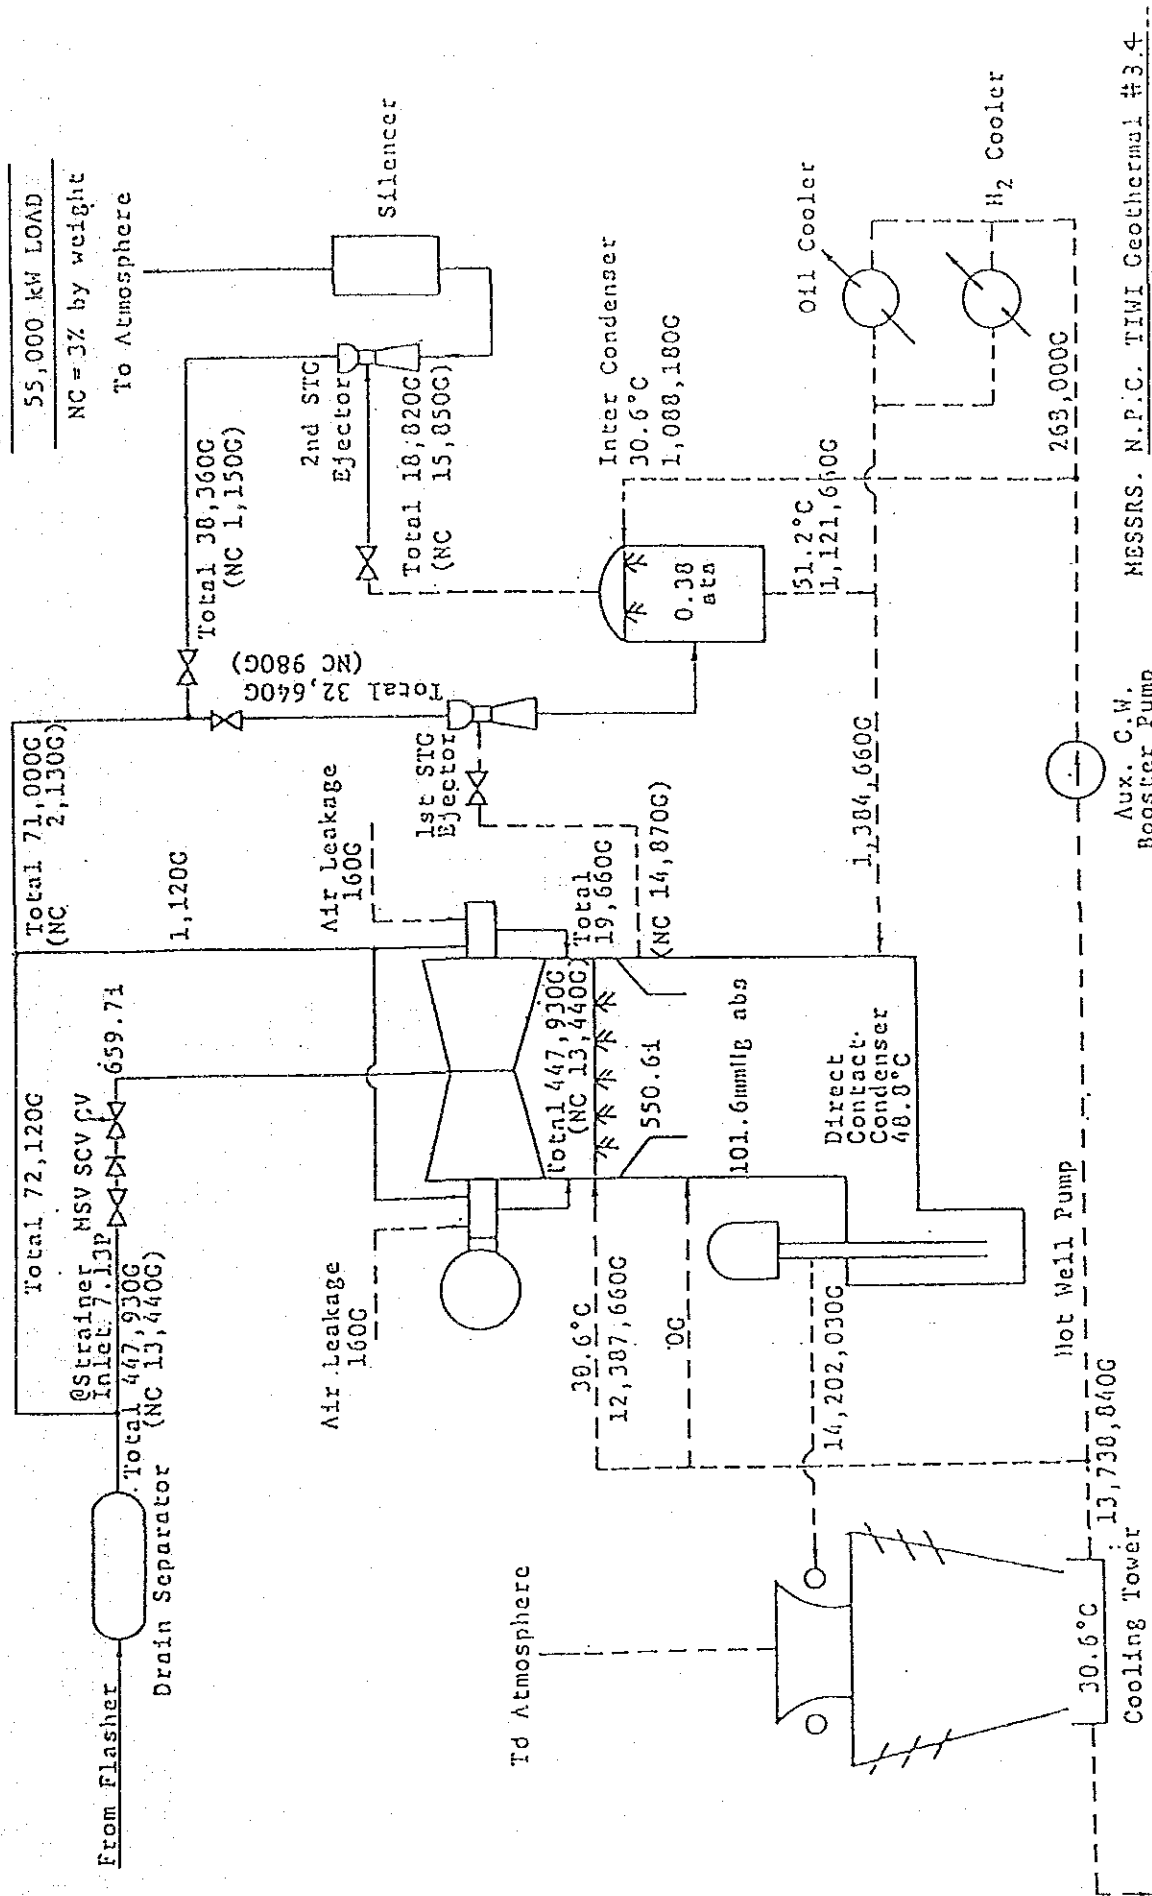 55,000 kW LOAD
NC = 3% by weight
To Atmosphere
Silencer
2nd STG
Ejector
Total 38,360G
(NC 1,150G)
Total 18,820G
(NC 15,850G)
Inter Condenser
30.6°C
1,088,180G
0.38
ata
51.2°C
1,121,660G
Oil Cooler
H2 Cooler
263,000G
Total 71,000G
(NC 2,130G)
Total 32,640G
(NC 980G)
1st STG
Ejector
1,120G
Air Leakage
160G
Total 72,120G
@Strainer
Inlet 7.13P
MSV SCV CV
659.7i
Total 447,930G
(NC 13,440G)
From Flasher
Drain Separator
Air Leakage
160G
Total 447,930G
(NC 13,440G)
Total
19,660G
(NC 14,870G)
550.6i
101.6mmHg abs
Direct
Contact
Condenser
48.8°C
1,384,660G
30.6°C
12,387,660G
0G
14,202,030G
Hot Well Pump
To Atmosphere
30.6°C
Cooling Tower
13,738,840G
Aux. C.W.
Booster Pump
MESSRS. N.P.C. TIWI Geothermal #3.4